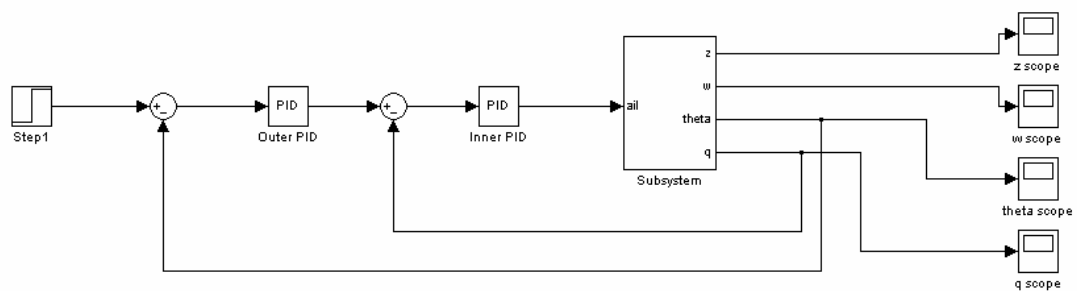 Step1
+
−
PID
Outer PID
+
−
PID
Inner PID
ail
z
w
theta
q
Subsystem
z scope
w scope
theta scope
q scope